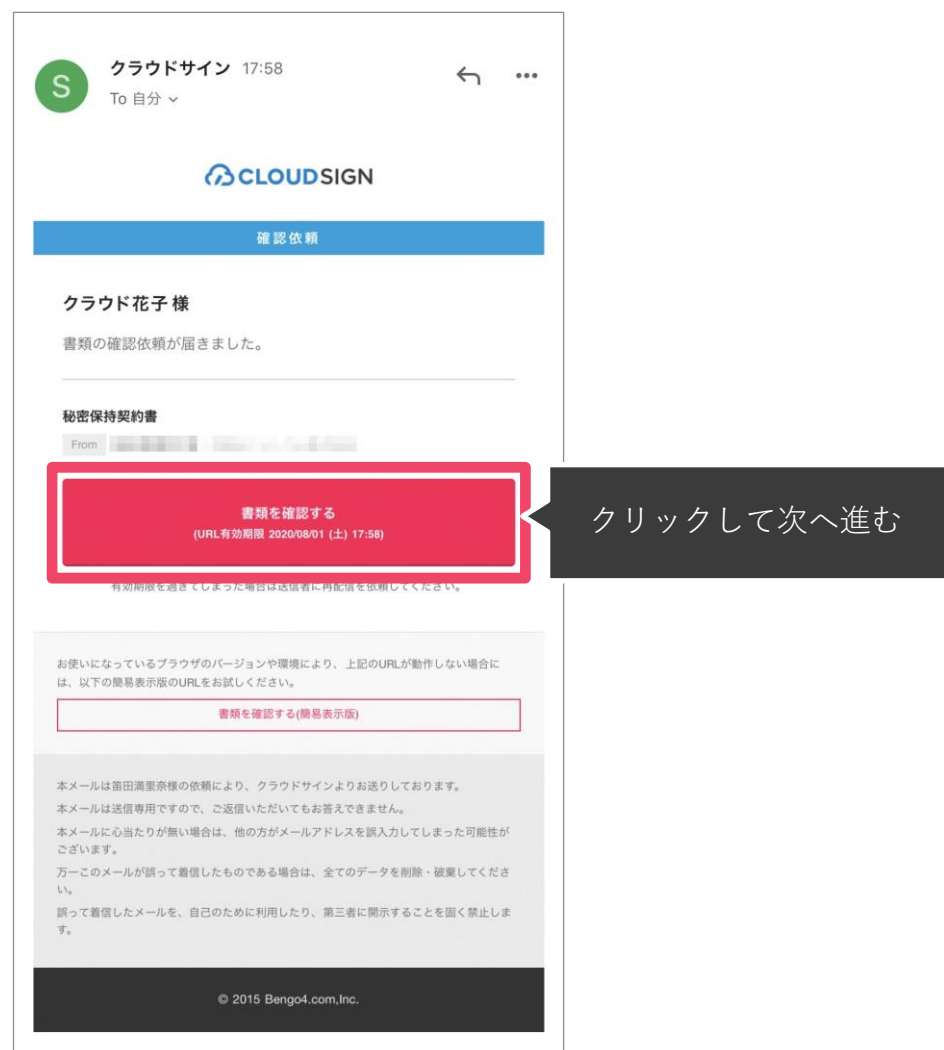 S
クラウドサイン 17:58
To 自分
CLOUDSIGN
確認依頼
クラウド花子 様
書類の確認依頼が届きました。
秘密保持契約書
From
書類を確認する
(URL有効期限 2020/08/01 (土) 17:58)
クリックして次へ進む
有効期限を過ぎてしまった場合は送信者に再配信を依頼してください。
お使いになっているブラウザのバージョンや環境により、上記のURLが動作しない場合に
は、以下の簡易表示版のURLをお試しください。
書類を確認する(簡易表示版)
本メールは笛田満里奈様の依頼により、クラウドサインよりお送りしております。
本メールは送信専用ですので、ご返信いただいてもお答えできません。
本メールに心当たりが無い場合は、他の方がメールアドレスを誤入力してしまった可能性が
ございます。
万一このメールが誤って着信したものである場合は、全てのデータを削除・破棄してくださ
い。
誤って着信したメールを、自己のために利用したり、第三者に開示することを固く禁止しま
す。
© 2015 Bengo4.com,Inc.